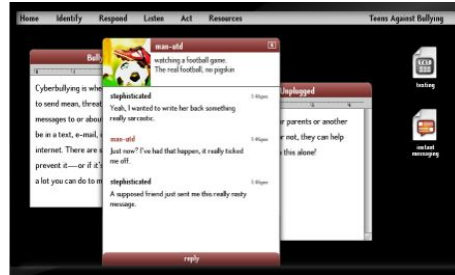 Home Identify Respond Listen Act Resources Teens Against Bullying
man-utd X
watching a football game.
The real football, no pigskin
stephisticated
Yeah, I wanted to write her back something
really sarcastic.
man-utd
Just now? I've had that happen, it really ticked
me off.
stephisticated
A supposed friend just sent me this really nasty
message.
reply
Bully
Cyberbullying is whe
to send mean, threat
messages to or about
be in a text, e-mail,
internet. There are s
prevent it—or if it's
a lot you can do to m
Unplugged
r parents or another
or not, they can help
this alone?
texting
instant
messaging